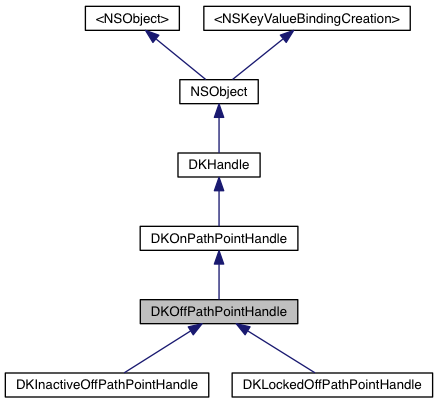 <NSObject>
<NSKeyValueBindingCreation>
NSObject
DKHandle
DKOnPathPointHandle
DKOffPathPointHandle
DKInactiveOffPathPointHandle
DKLockedOffPathPointHandle